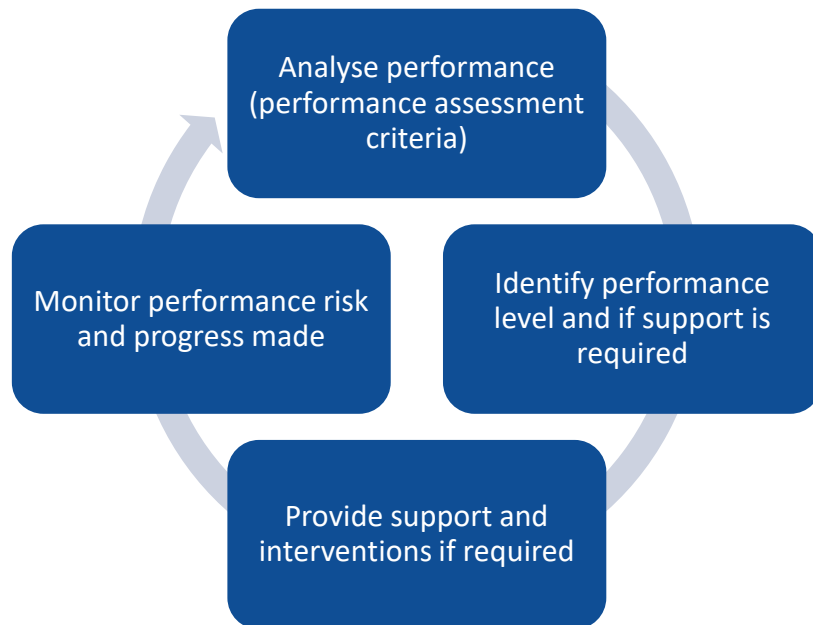 Analyse performance
(performance assessment
criteria)
Identify performance
level and if support is
required
Provide support and
interventions if required
Monitor performance risk
and progress made